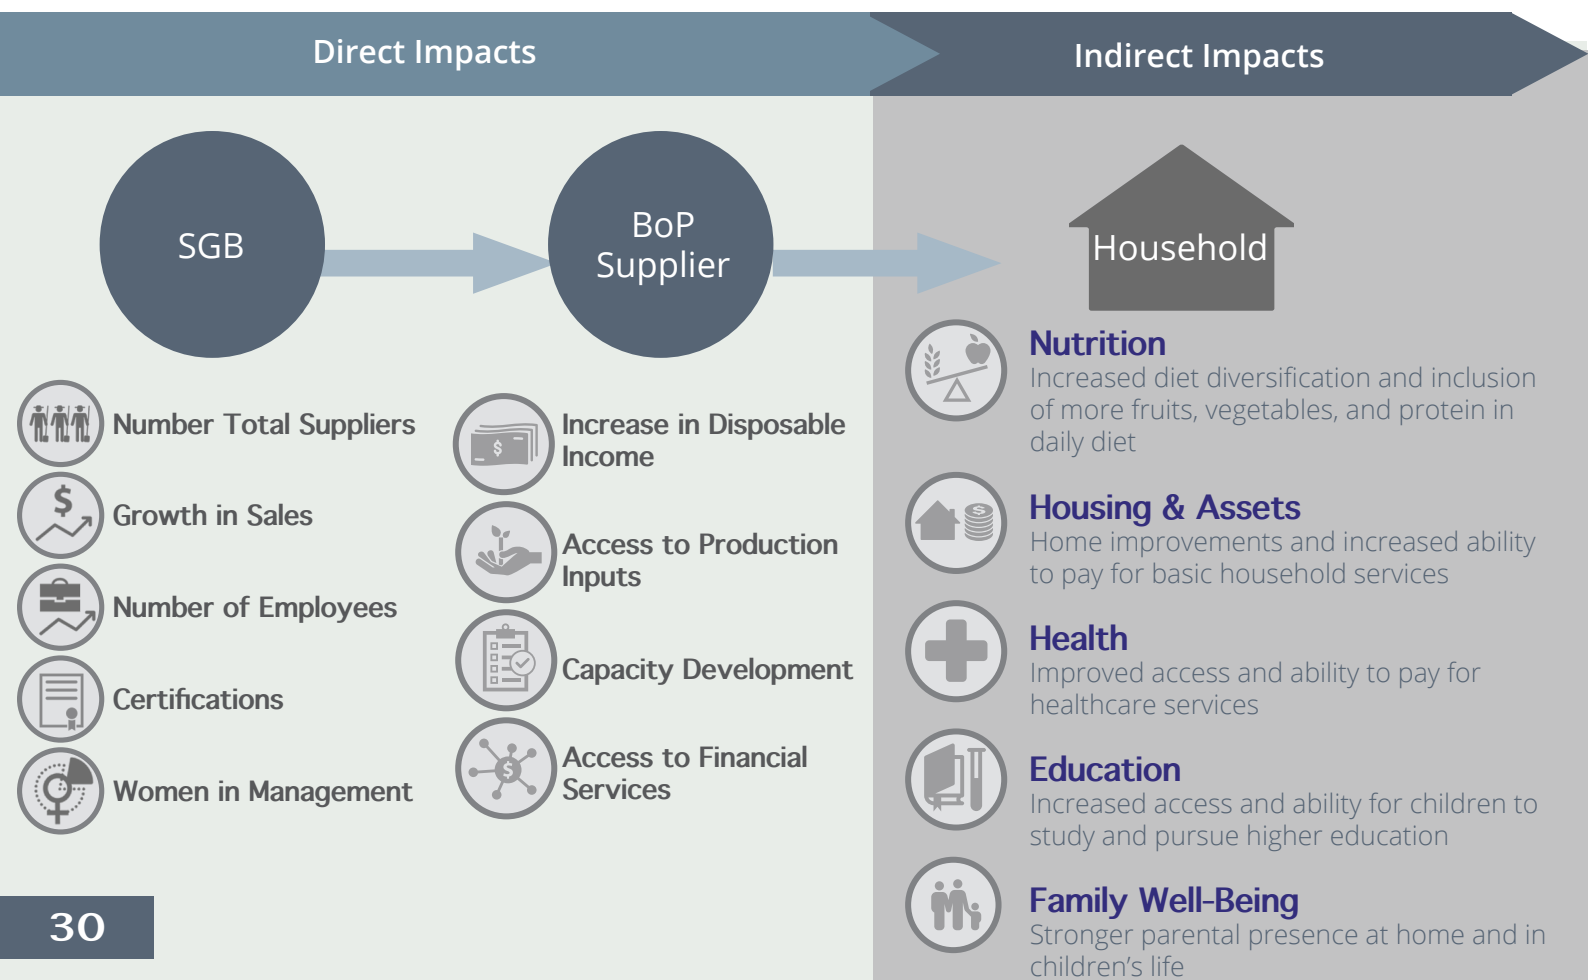 Direct Impacts
Indirect Impacts
SGB
BoP
Supplier
Household
Number Total Suppliers
Growth in Sales
Number of Employees
Certifications
Women in Management
Increase in Disposable
Income
Access to Production
Inputs
Capacity Development
Access to Financial
Services
Nutrition
Increased diet diversification and inclusion
of more fruits, vegetables, and protein in
daily diet
Housing & Assets
Home improvements and increased ability
to pay for basic household services
Health
Improved access and ability to pay for
healthcare services
Education
Increased access and ability for children to
study and pursue higher education
Family Well-Being
Stronger parental presence at home and in
children's life
$
$
$
$
30